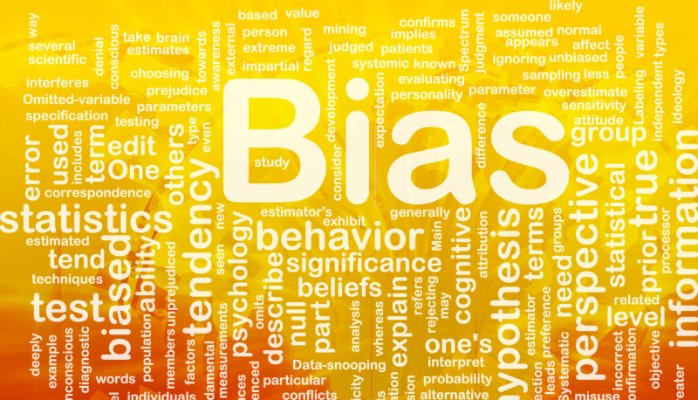 likely
based value
confirms
someone
way
several
scientific
denial
conscious
take brain
estimates
towards
awareness
external
person
extreme
impartial
regard
mining
judged
implies
patients
Spectrum
judgment
assumed normal
appears
affect
people
variable
types
ideology
interferes
choosing
prejudice
systemic known
ignoring unbiased
evaluating
sampling less
Labeling
independent
Omitted-variable
parameters
personality
parameter
overestimate
specification
testing
development
expectation
sensitivity
attitude
error
used
includes
term
edit
One
others
type
even
Bias
study
consider
difference
group
correspondence
statistics
estimator's
exhibit
generally
Main
cognitive
attribution
groups
true
prior
processor
information
estimated
tend
techniques
biased
ability
unprejudiced
tendency
seen
new
psychology
behavior
significance
beliefs
describe
omits
hypothesis
terms
need
perspective
statistical
test
null
part
analysis
whereas
explain
refers
rejecting
may
related
level
deeply
example
diagnostic
population
members
factors
measurements
one's
interpret
leads
preference
incorrect
objective
words
Data-snooping
particular
conflicts
probability
alternative
Systematic
misuse
individuals